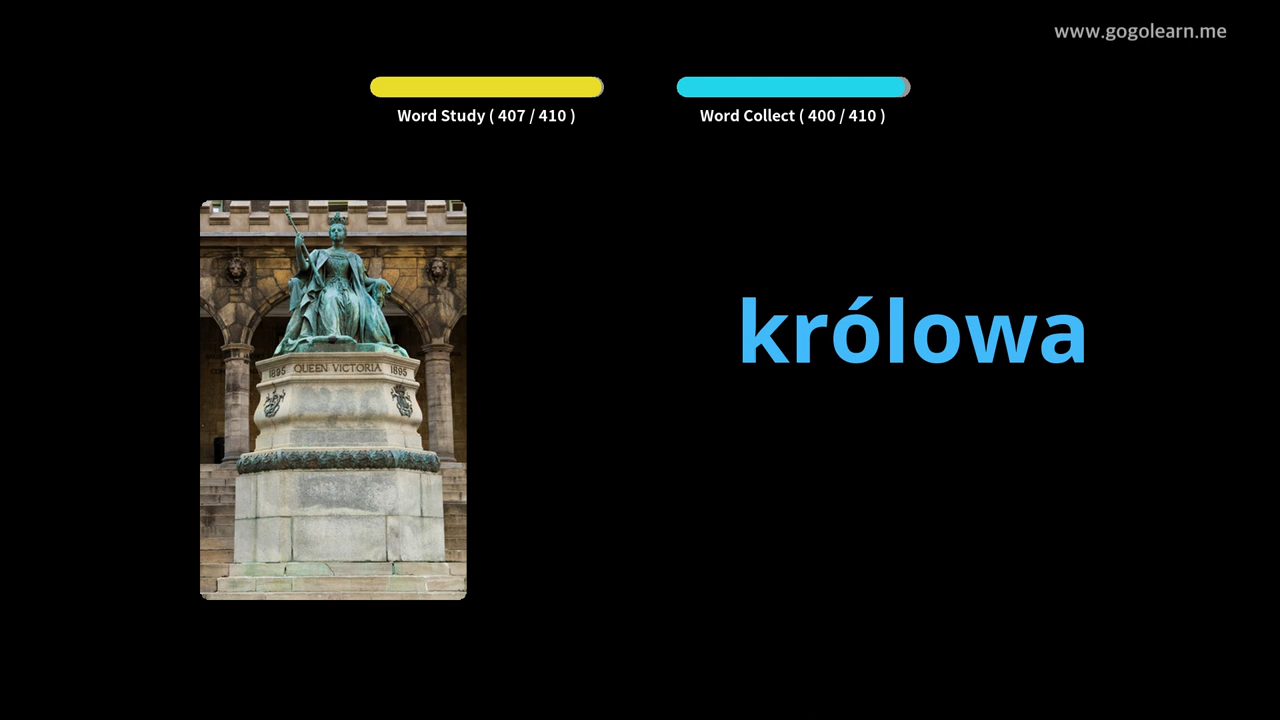 www.gogolearn.me
Word Study ( 407 / 410 )
Word Collect ( 400 / 410 )
królowa
1895 QUEEN VICTORIA 1895